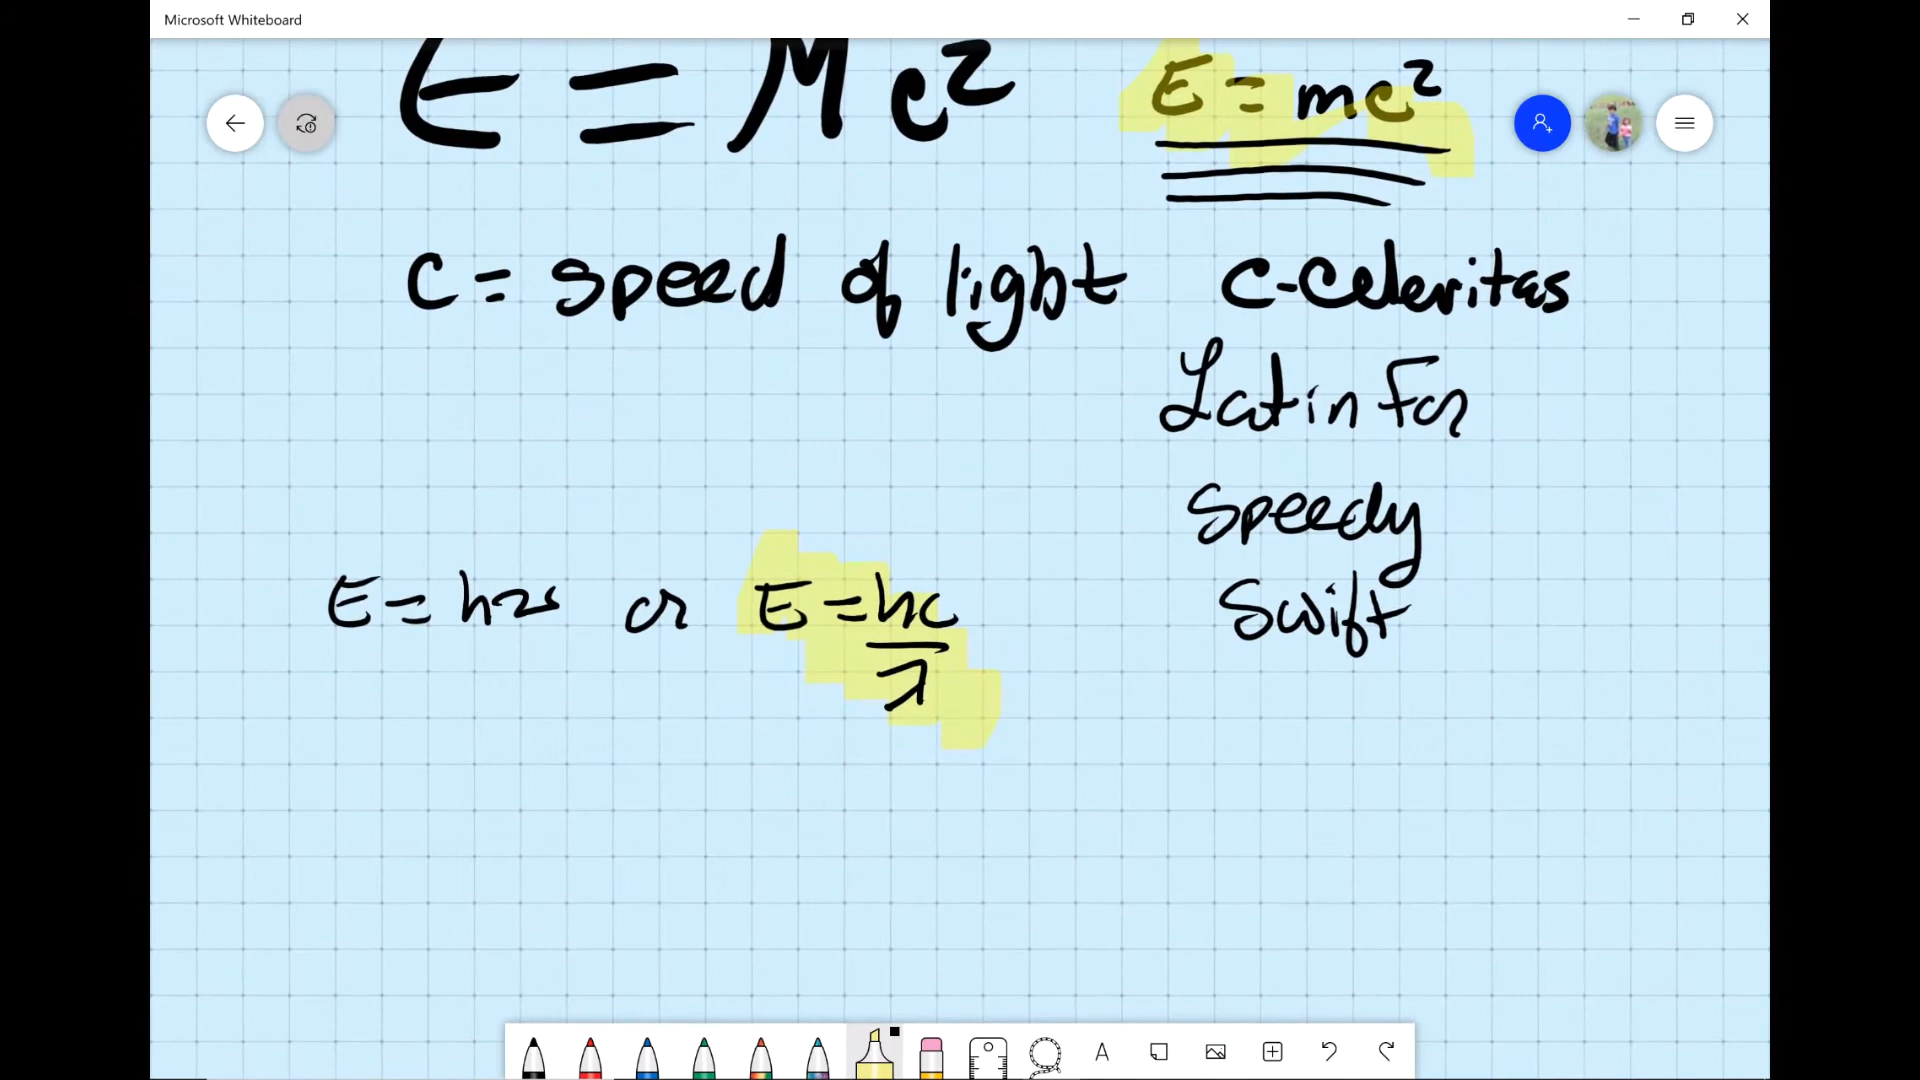 Microsoft Whiteboard
E = Mc²
E = mc²
c = speed of light
c - Celeritas
Latin For
Speedy
Swift
E = hν or E = hc/λ